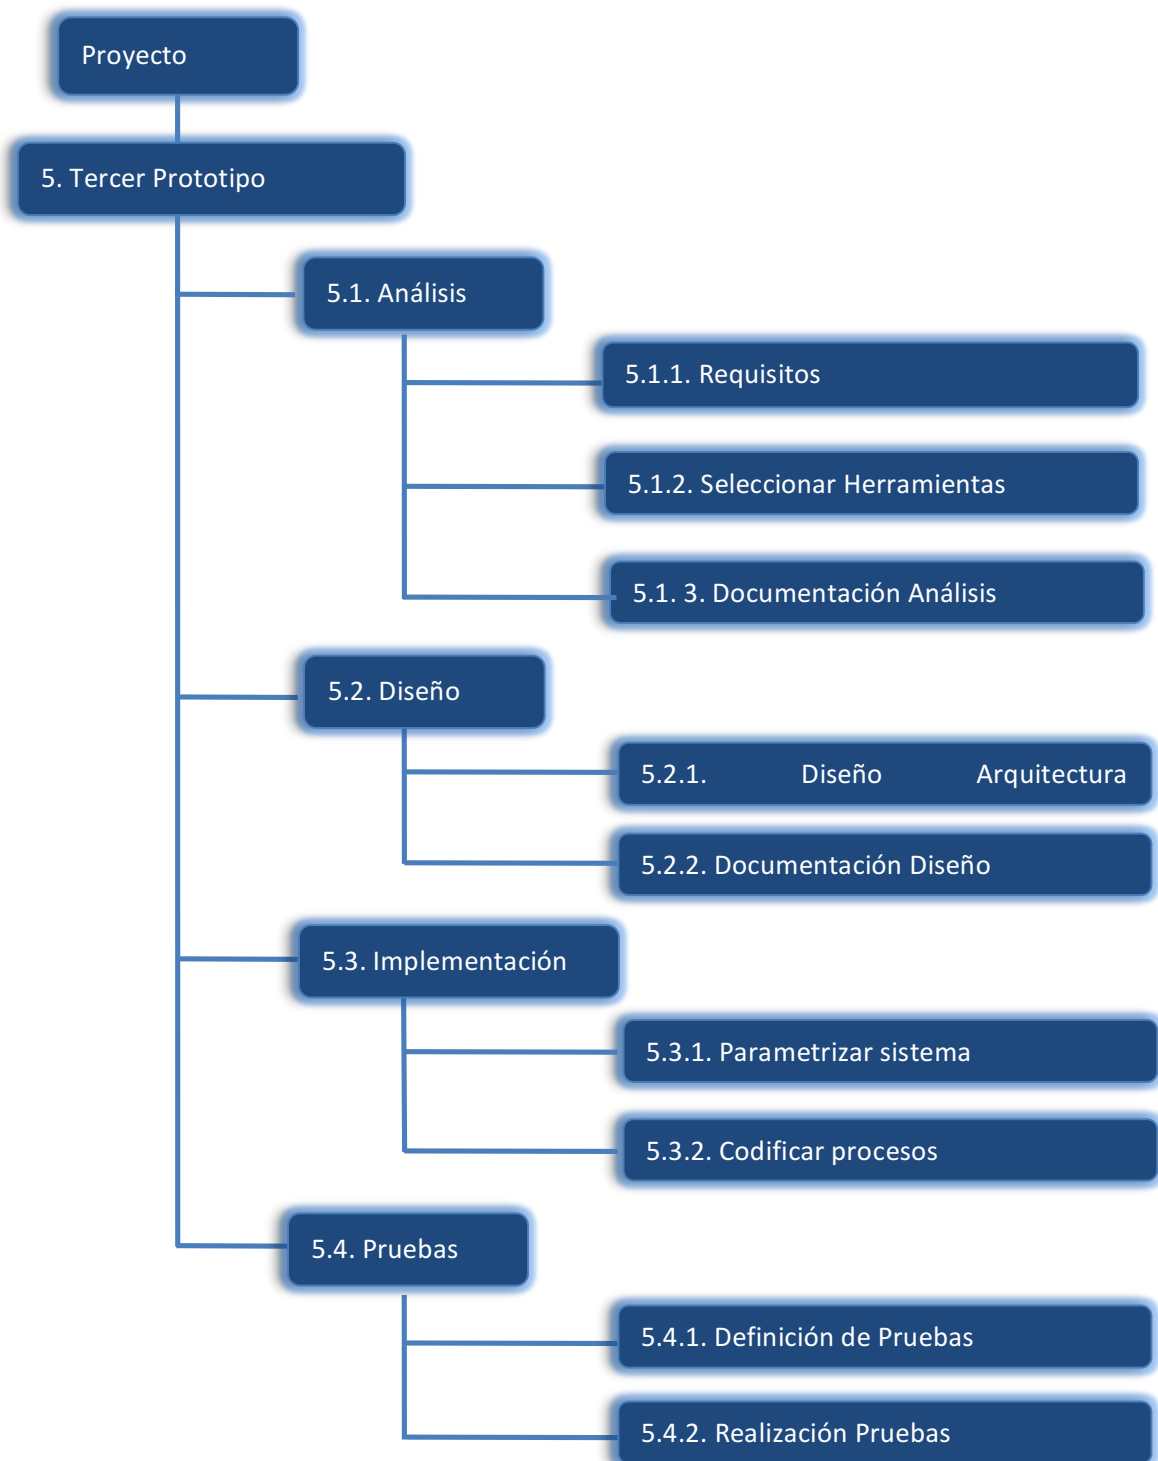 Proyecto
5. Tercer Prototipo
5.1. Análisis
5.1.1. Requisitos
5.1.2. Seleccionar Herramientas
5.1. 3. Documentación Análisis
5.2. Diseño
5.2.1. Diseño Arquitectura
5.2.2. Documentación Diseño
5.3. Implementación
5.3.1. Parametrizar sistema
5.3.2. Codificar procesos
5.4. Pruebas
5.4.1. Definición de Pruebas
5.4.2. Realización Pruebas